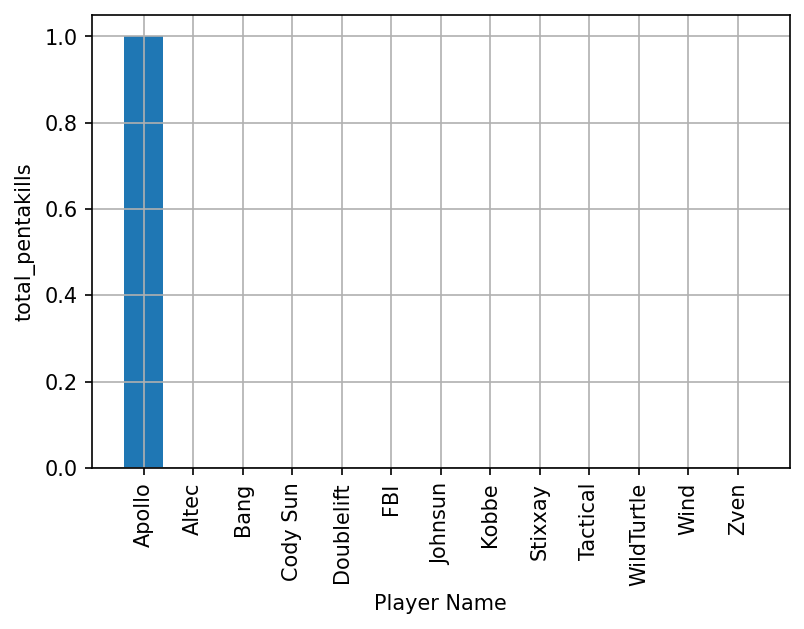 1.0
0.8
0.6
0.4
0.2
0.0
total_pentakills
Apollo
Altec
Bang
Cody Sun
Doublelift
FBI
Johnsun
Kobbe
Stixxay
Tactical
WildTurtle
Wind
Zven
Player Name